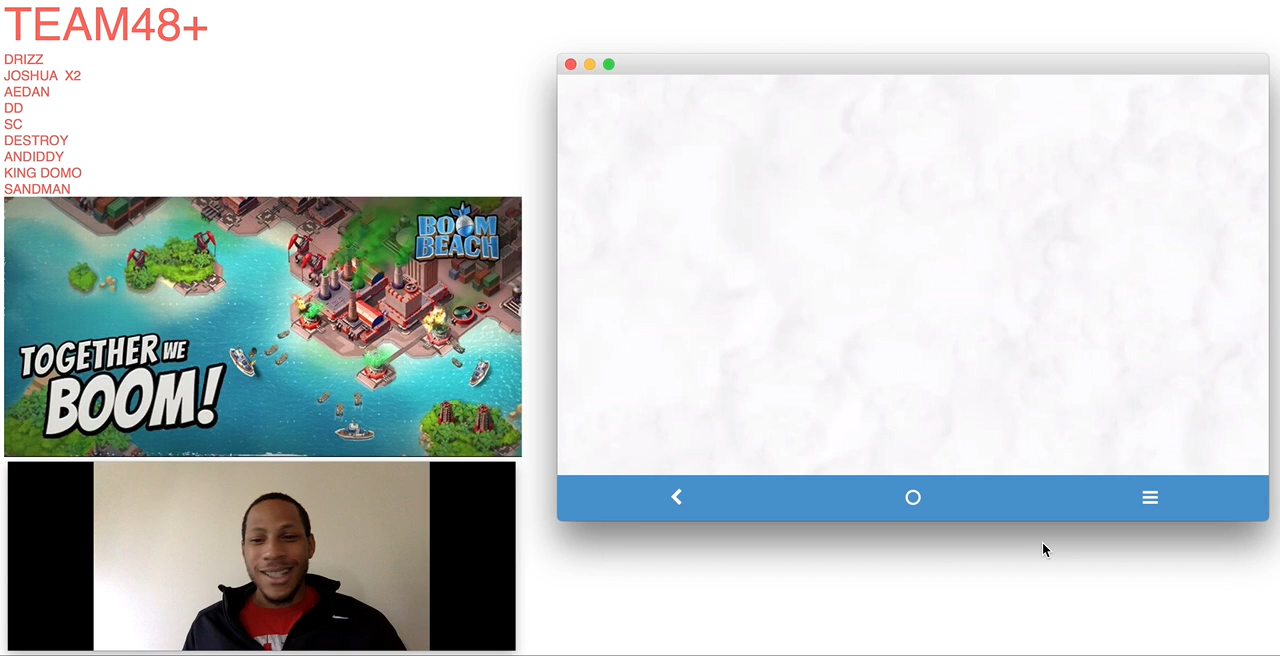 TEAM48+
DRIZZ
JOSHUA X2
AEDAN
DD
SC
DESTROY
ANDIDDY
KING DOMO
SANDMAN
BOOM
BEACH
TOGETHER WE
BOOM!